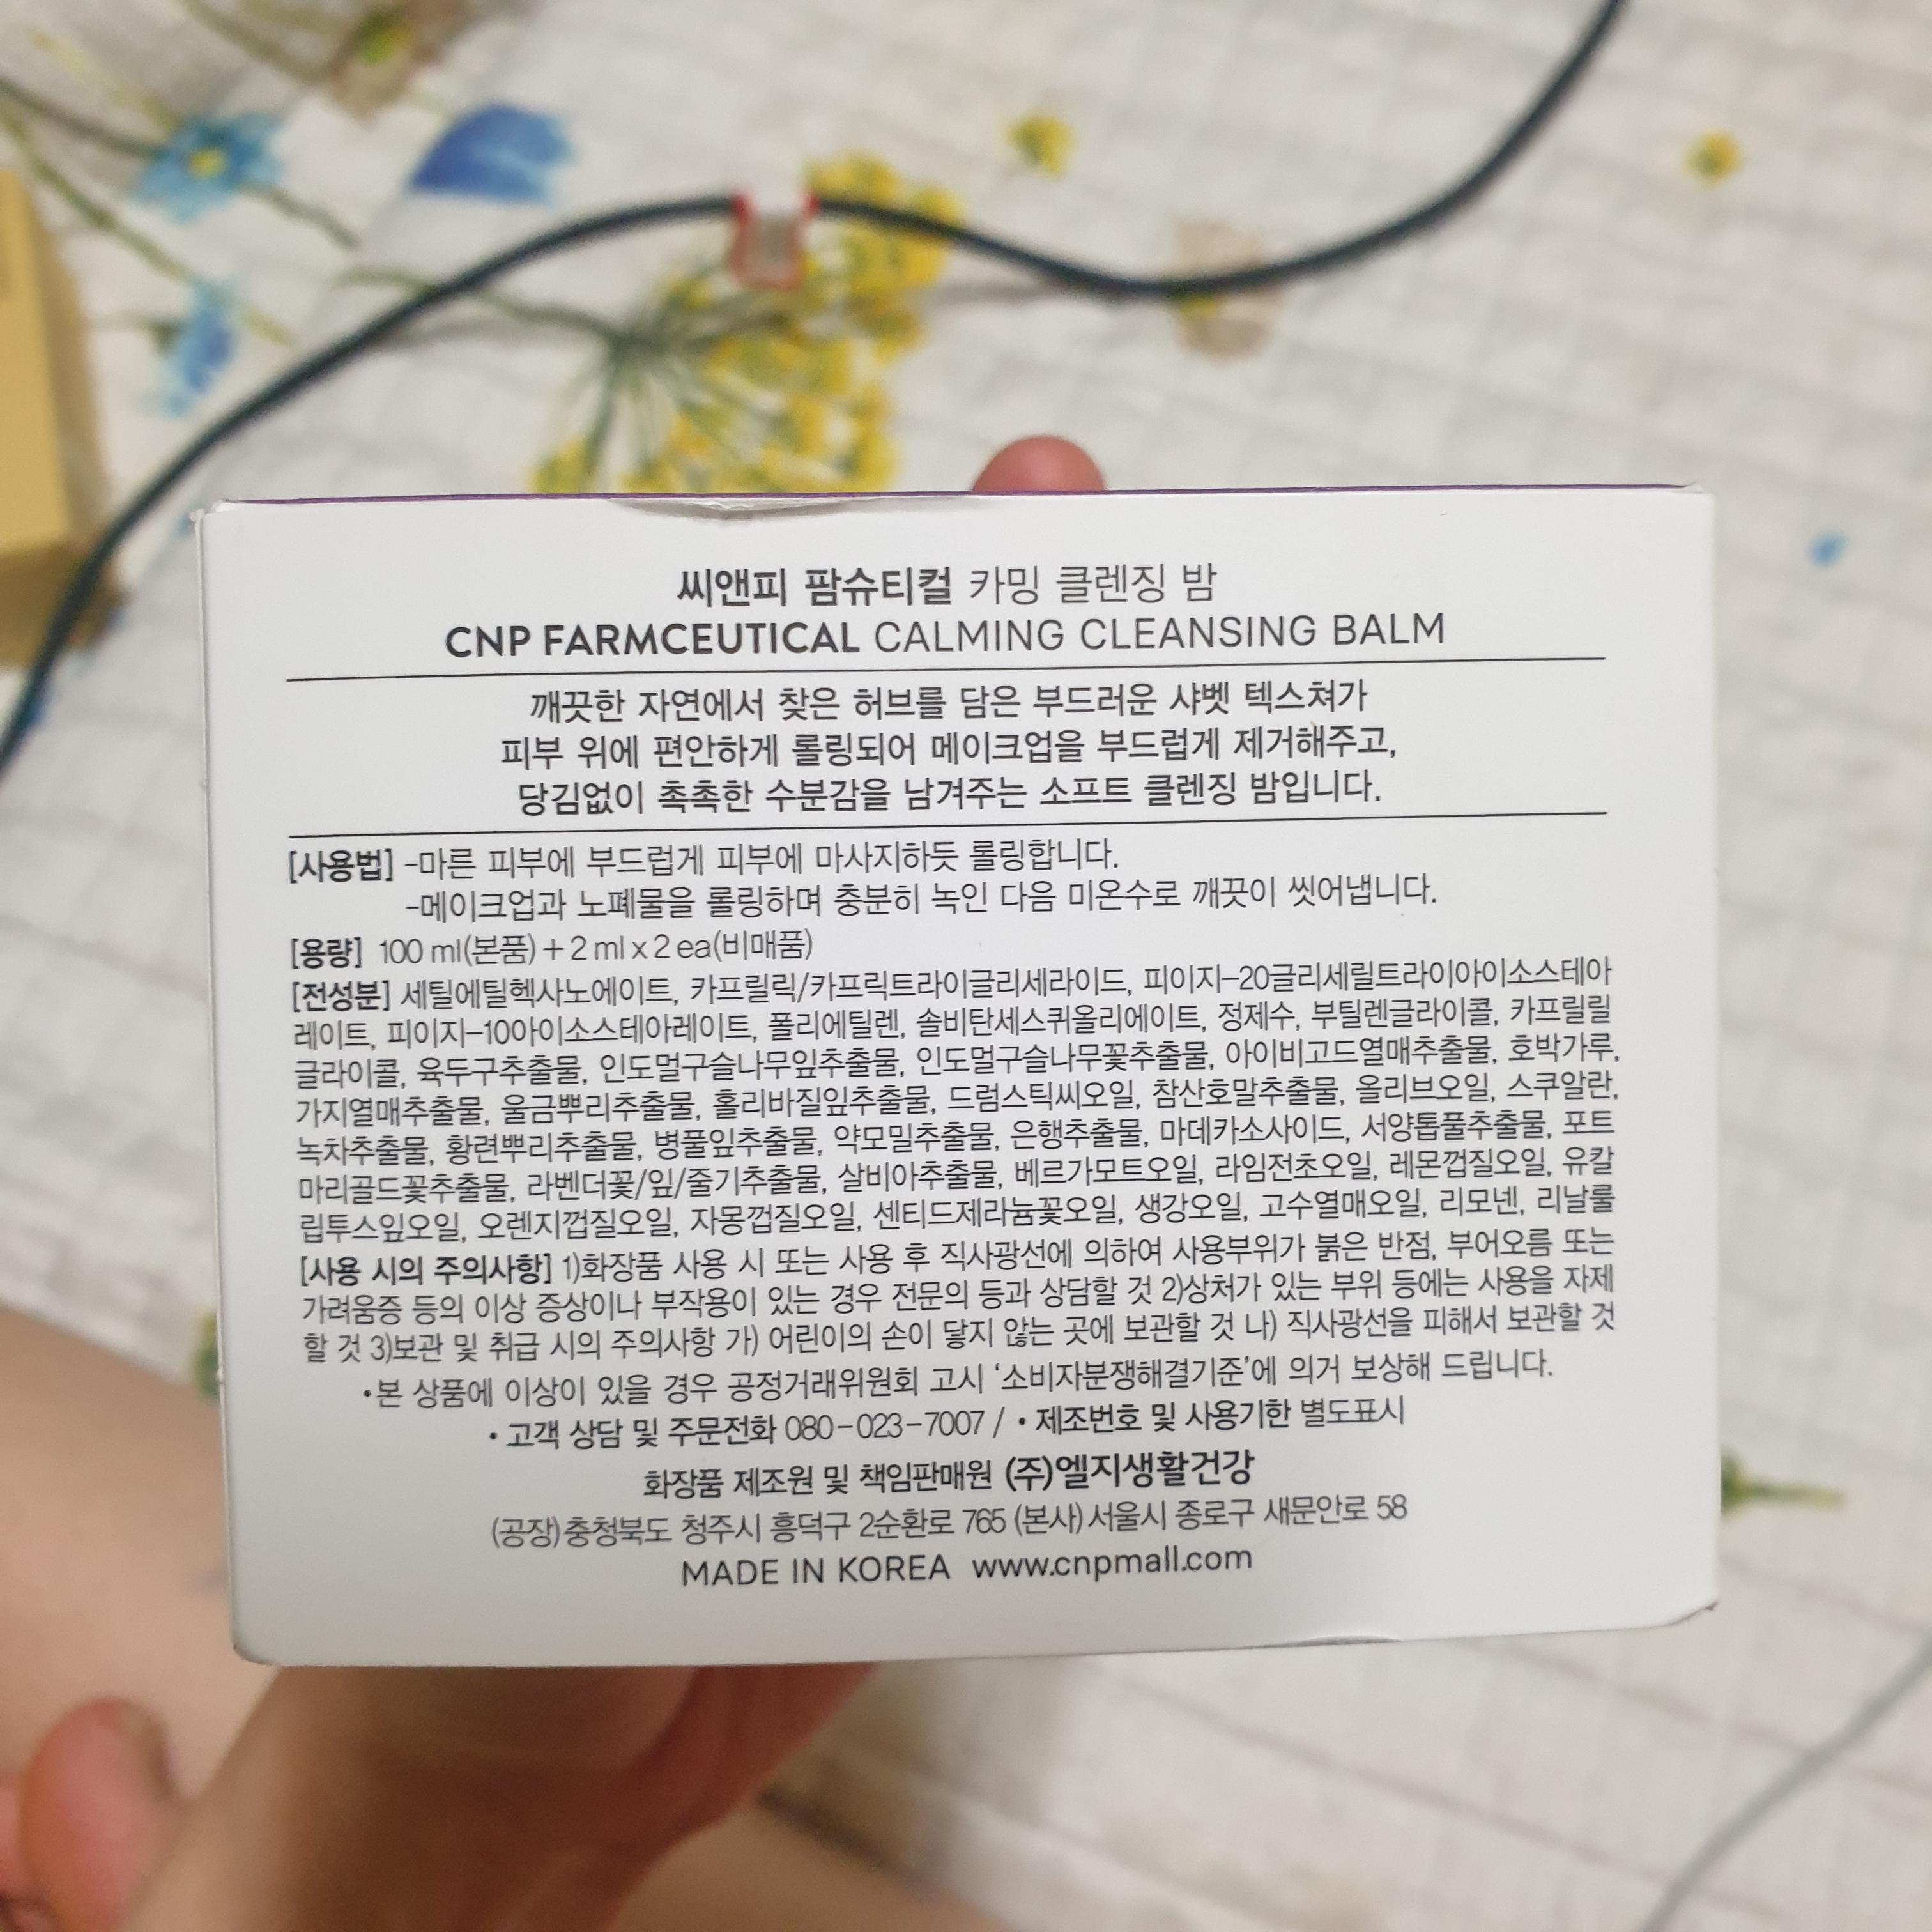 씨앤피 팜슈티컬 카밍 클렌징 밤
CNP FARMCEUTICAL CALMING CLEANSING BALM
깨끗한 자연에서 찾은 허브를 담은 부드러운 샤벳 텍스쳐가
피부 위에 편안하게 롤링되어 메이크업을 부드럽게 제거해주고,
당김없이 촉촉한 수분감을 남겨주는 소프트 클렌징 밤입니다.
[사용법] -마른 피부에 부드럽게 피부에 마사지하듯 롤링합니다.
-메이크업과 노폐물을 롤링하며 충분히 녹인 다음 미온수로 깨끗이 씻어냅니다.
[용량] 100 ml(본품)+2 ml x 2 ea(비매품)
[전성분] 세틸에틸헥사노에이트, 카프릴릭/카프릭트라이글리세라이드, 피이지-20글리세릴트라이아이소스테아
레이트, 피이지-10아이소스테아레이트, 폴리에틸렌, 솔비탄세스퀴올리에이트, 정제수, 부틸렌글라이콜, 카프릴릴
글라이콜, 육두구추출물, 인도멀구슬나무잎추출물, 인도멀구슬나무꽃추출물, 아이비고드열매추출물, 호박가루,
가지열매추출물, 울금뿌리추출물, 홀리바질잎추출물, 드럼스틱씨오일, 참산호말추출물, 올리브오일, 스쿠알란,
녹차추출물, 황련뿌리추출물, 병풀잎추출물, 약모밀추출물, 은행추출물, 마데카소사이드, 서양톱풀추출물, 포트
마리골드꽃추출물, 라벤더꽃/잎/줄기추출물, 살비아추출물, 베르가모트오일, 라임전초오일, 레몬껍질오일, 유칼
립투스잎오일, 오렌지껍질오일, 자몽껍질오일, 센티드제라늄꽃오일, 생강오일, 고수열매오일, 리모넨, 리날룰
[사용 시의 주의사항] 1)화장품 사용 시 또는 사용 후 직사광선에 의하여 사용부위가 붉은 반점, 부어오름 또는
가려움증 등의 이상 증상이나 부작용이 있는 경우 전문의 등과 상담할 것 2)상처가 있는 부위 등에는 사용을 자제
할 것 3)보관 및 취급 시의 주의사항 가) 어린이의 손이 닿지 않는 곳에 보관할 것 나) 직사광선을 피해서 보관할 것
•본 상품에 이상이 있을 경우 공정거래위원회 고시 ‘소비자분쟁해결기준’에 의거 보상해 드립니다.
• 고객 상담 및 주문전화 080-023-7007 / • 제조번호 및 사용기한 별도표시
화장품 제조원 및 책임판매원 (주)엘지생활건강
(공장)충청북도 청주시 흥덕구 2순환로 765 (본사)서울시 종로구 새문안로 58
MADE IN KOREA www.cnpmall.com